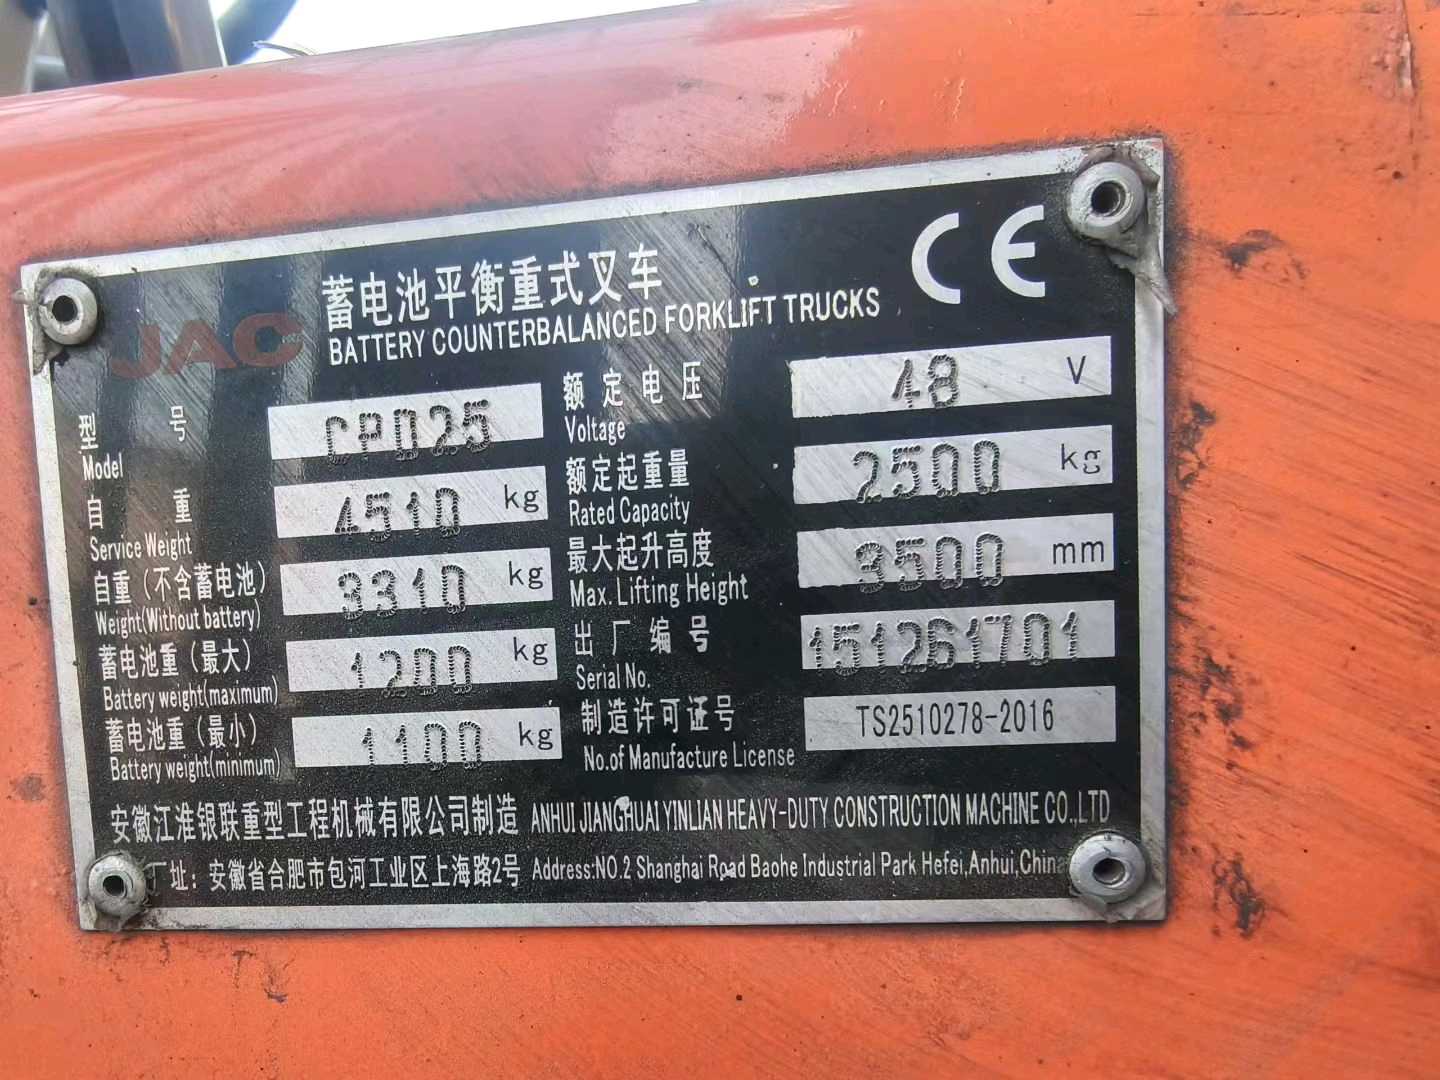 CE
蓄电池平衡重式叉车
JAC
BATTERY COUNTERBALANCED FORKLIFT TRUCKS
型 号
Model
CPD25
自 重
Service Weight
4510 kg
自重（不含蓄电池）
Weight(Without battery)
3310 kg
蓄电池重（最大）
Battery weight(maximum)
1200 kg
蓄电池重（最小）
Battery weight(minimum)
1100 kg
额定电压
Voltage
48 V
额定起重量
Rated Capacity
2500 kg
最大起升高度
Max. Lifting Height
3500 mm
出厂编号
Serial No.
151261701
制造许可证号
No.of Manufacture License
TS2510278-2016
安徽江淮银联重型工程机械有限公司制造 ANHUI JIANGHUAI YINLIAN HEAVY-DUTY CONSTRUCTION MACHINE CO.,LTD
厂址：安徽省合肥市包河工业区上海路2号 Address:NO.2 Shanghai Road Baohe Industrial Park Hefei,Anhui,China